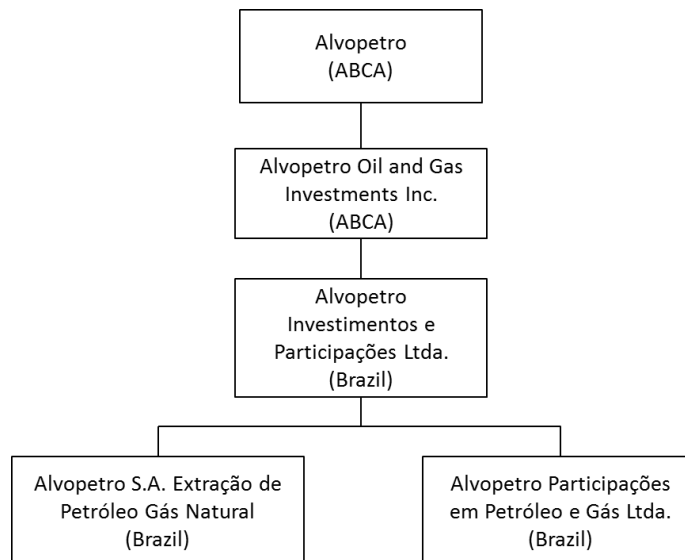 Alvopetro
(ABCA)
Alvopetro Oil and Gas
Investments Inc.
(ABCA)
Alvopetro
Investimentos e
Participações Ltda.
(Brazil)
Alvopetro S.A. Extração de
Petróleo Gás Natural
(Brazil)
Alvopetro Participações
em Petróleo e Gás Ltda.
(Brazil)